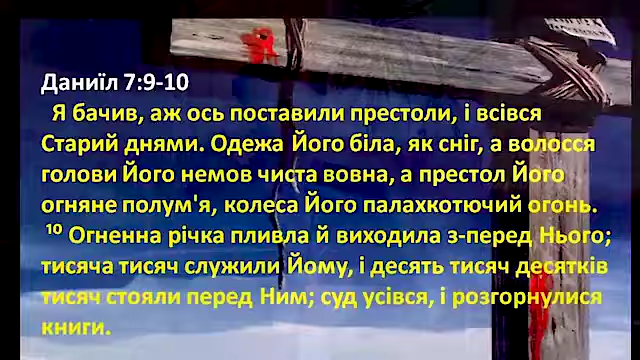 Даниїл 7:9-10
Я бачив, аж ось поставили престоли, і всівся
Старий днями. Одежа Його біла, як сніг, а волосся
голови Його немов чиста вовна, а престол Його
огняне полум'я, колеса Його палахкотючий огонь.
¹⁰ Огненна річка пливла й виходила з-перед Нього;
тисяча тисяч служили Йому, і десять тисяч десятків
тисяч стояли перед Ним; суд усівся, і розгорнулися
книги.